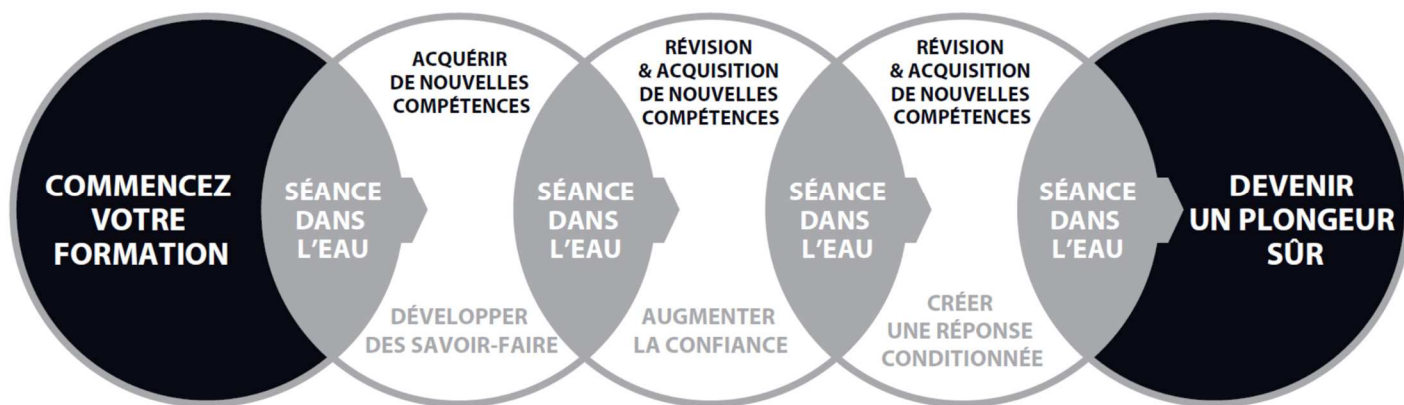 COMMENCEZ
VOTRE
FORMATION
SÉANCE
DANS
L'EAU
ACQUÉRIR
DE NOUVELLES
COMPÉTENCES
DÉVELOPPER
DES SAVOIR-FAIRE
SÉANCE
DANS
L'EAU
RÉVISION
& ACQUISITION
DE NOUVELLES
COMPÉTENCES
AUGMENTER
LA CONFIANCE
SÉANCE
DANS
L'EAU
RÉVISION
& ACQUISITION
DE NOUVELLES
COMPÉTENCES
CRÉER
UNE RÉPONSE
CONDITIONNÉE
SÉANCE
DANS
L'EAU
DEVENIR
UN PLONGEUR
SÛR